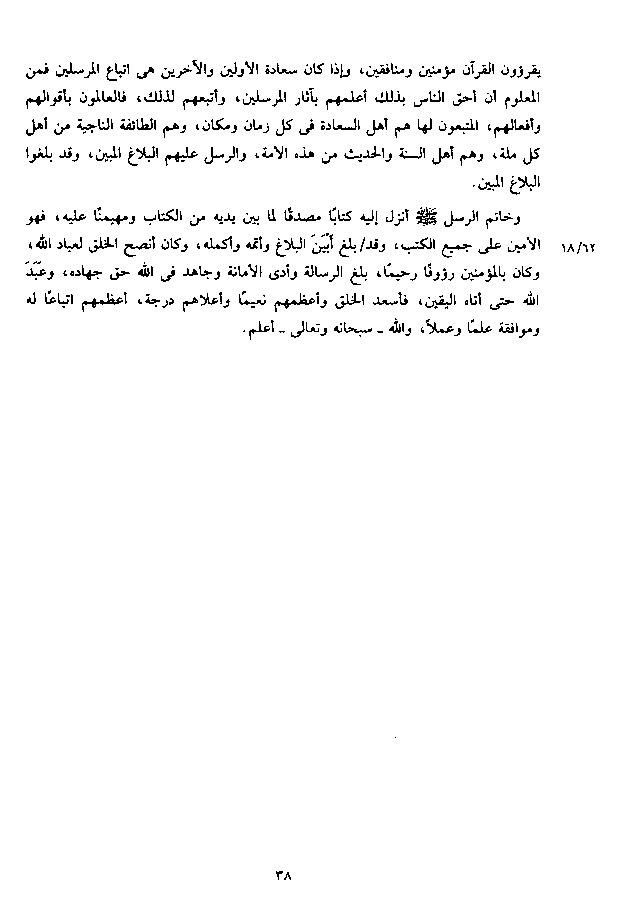 يقرؤون القرآن مؤمنين ومنافقين، وإذا كان سعادة الأولين والآخرين هى اتباع المرسلين فمن
المعلوم أن أحق الناس بذلك أعلمهم بآثار المرسلين، وأتبعهم لذلك، فالعالمون بأقوالهم
وأفعالهم، المتبعون لها هم أهل السعادة فى كل زمان ومكان، وهم الطائفة الناجية من أهل
كل ملة، وهم أهل السنة والحديث من هذه الأمة، والرسل عليهم البلاغ المبين، وقد بلغوا
البلاغ المبين.
وخاتم الرسل ﷺ أنزل إليه كتابًا مصدقًا لما بين يديه من الكتاب ومهيمنًا عليه، فهو
١٨/٦٢ الأمين على جميع الكتب، وقد/ بلغ أَبْيَنَ البلاغ وأتمه وأكمله، وكان أنصح الخلق لعباد الله،
وكان بالمؤمنين رؤوفًا رحيمًا، بلغ الرسالة وأدى الأمانة وجاهد فى الله حق جهاده، وعَبَدَ
الله حتى أتاه اليقين، فأسعد الخلق وأعظمهم نعيمًا وأعلاهم درجة، أعظمهم اتباعًا له
وموافقة علمًا وعملاً، والله ـ سبحانه وتعالى ـ أعلم.
٣٨